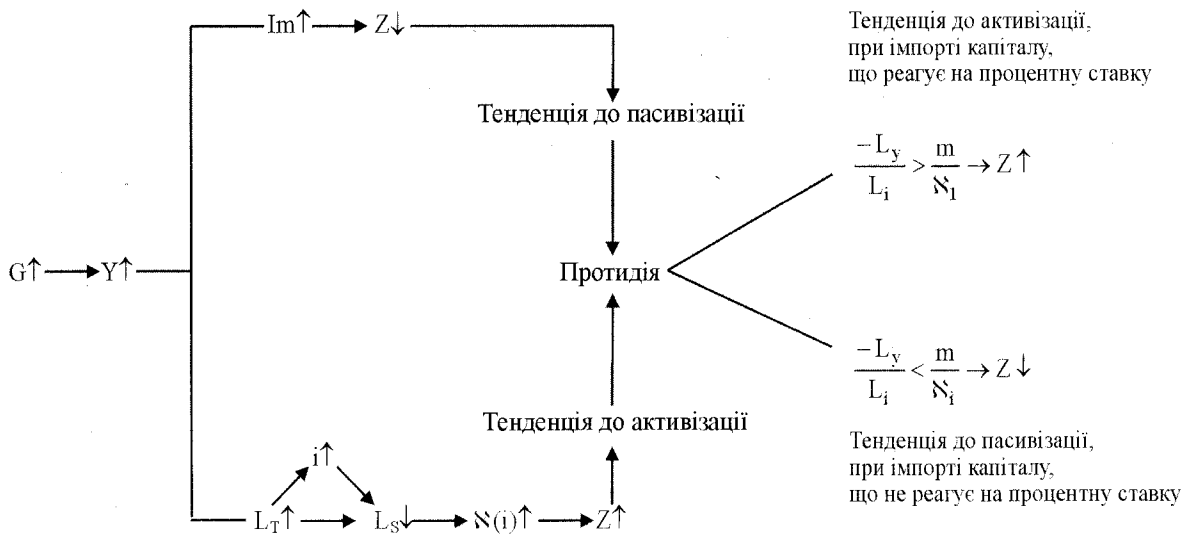 Im↑ → Z↓
Тенденція до активізації,
при імпорті капіталу,
що реагує на процентну ставку
Тенденція до пасивізації
-L_y / L_i > m / ℵ_1 → Z↑
G↑ → Y↑
Протидія
-L_y / L_i < m / ℵ_i → Z↓
Тенденція до активізації
Тенденція до пасивізації,
при імпорті капіталу,
що не реагує на процентну ставку
i↑
L_T↑ → L_S↓ → ℵ(i)↑ → Z↑